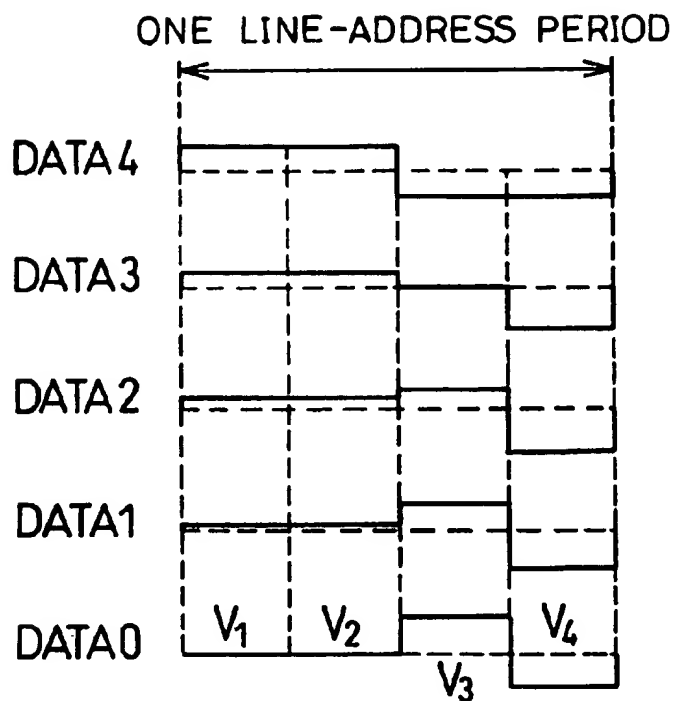 ONE LINE-ADDRESS PERIOD
DATA4
DATA3
DATA2
DATA1
DATA0 V1 V2 V3 V4